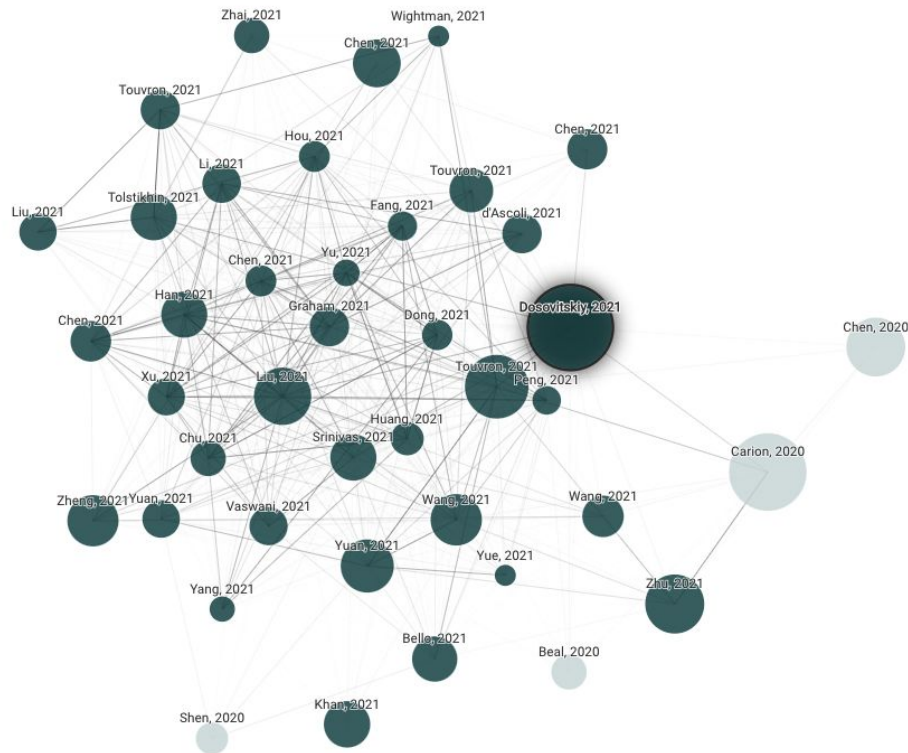 Zhai, 2021
Wightman, 2021
Chen, 2021
Touvron, 2021
Chen, 2021
Hou, 2021
Li, 2021
Touvron, 2021
Tolstikhin, 2021
Liu, 2021
Fang, 2021
d'Ascoli, 2021
Yu, 2021
Chen, 2021
Han, 2021
Graham, 2021
Dosovitskiy, 2021
Dong, 2021
Chen, 2021
Chen, 2020
Touvron, 2021
Xu, 2021
Liu, 2021
Peng, 2021
Huang, 2021
Chu, 2021
Srinivas, 2021
Carion, 2020
Zheng, 2021
Yuan, 2021
Vaswani, 2021
Wang, 2021
Wang, 2021
Yuan, 2021
Yue, 2021
Yang, 2021
Zhu, 2021
Bello, 2021
Beal, 2020
Khan, 2021
Shen, 2020